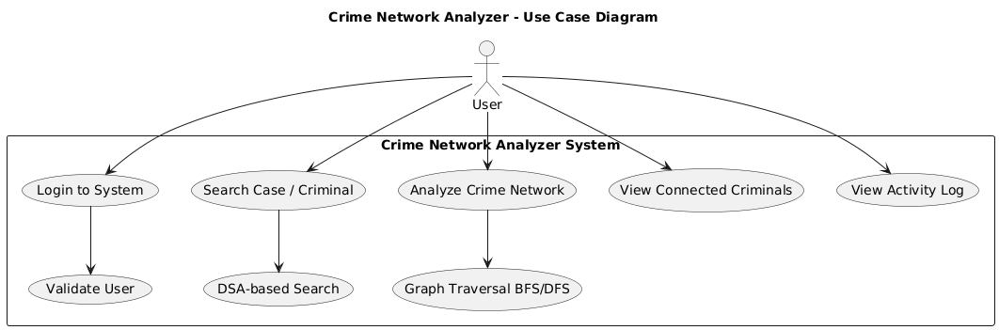 Crime Network Analyzer - Use Case Diagram
User
Crime Network Analyzer System
Login to System
Search Case / Criminal
Analyze Crime Network
View Connected Criminals
View Activity Log
Validate User
DSA-based Search
Graph Traversal BFS/DFS